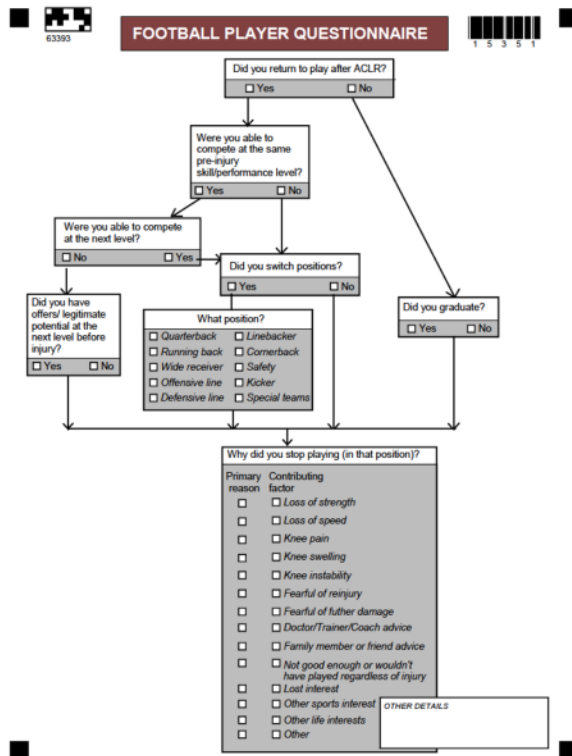 63393
FOOTBALL PLAYER QUESTIONNAIRE
1 5 3 5 1
Did you return to play after ACLR?
Yes No
Were you able to
compete at the same
pre-injury
skill/performance level?
Yes No
Were you able to compete
at the next level?
No Yes
Did you switch positions?
Yes No
Did you have
offers/ legitimate
potential at the
next level before
injury?
Yes No
What position?
Quarterback Linebacker
Running back Cornerback
Wide receiver Safety
Offensive line Kicker
Defensive line Special teams
Did you graduate?
Yes No
Why did you stop playing (in that position)?
Primary Contributing
reason factor
Loss of strength
Loss of speed
Knee pain
Knee swelling
Knee instability
Fearful of reinjury
Fearful of futher damage
Doctor/Trainer/Coach advice
Family member or friend advice
Not good enough or wouldn't
have played regardless of injury
Lost interest
Other sports interest
Other life interests
Other
OTHER DETAILS